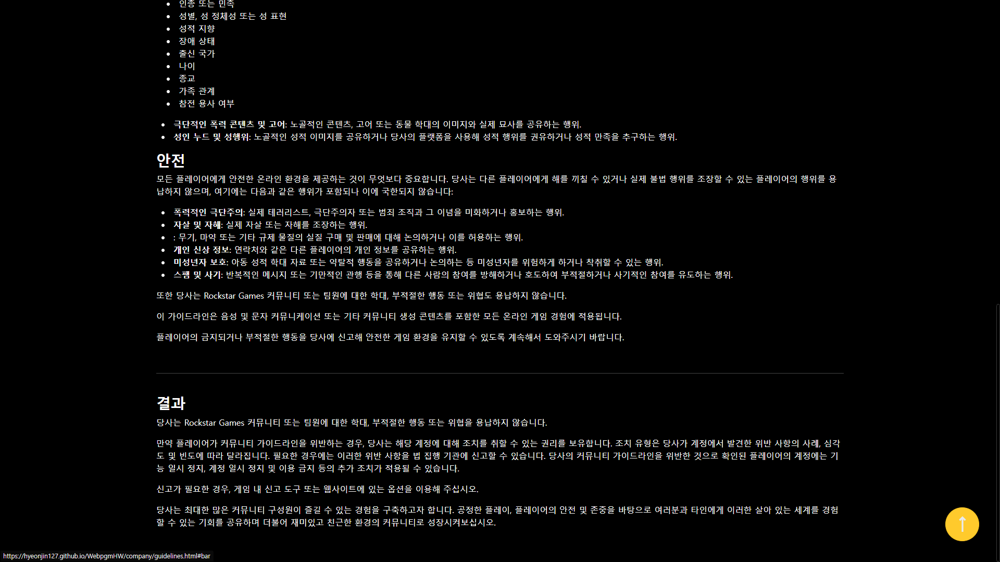 인종 또는 민족
성별, 성 정체성 또는 성 표현
성적 지향
장애 상태
출신 국가
나이
종교
가족 관계
참전 용사 여부
극단적인 폭력 콘텐츠 및 고어: 노골적인 콘텐츠, 고어 또는 동물 학대의 이미지와 실제 묘사를 공유하는 행위.
성인 누드 및 성행위: 노골적인 성적 이미지를 공유하거나 당사의 플랫폼을 사용해 성적 행위를 권유하거나 성적 만족을 추구하는 행위.
안전
모든 플레이어에게 안전한 온라인 환경을 제공하는 것이 무엇보다 중요합니다. 당사는 다른 플레이어에게 해를 끼칠 수 있거나 실제 불법 행위를 조장할 수 있는 플레이어의 행위를 용
납하지 않으며, 여기에는 다음과 같은 행위가 포함되나 이에 국한되지 않습니다:
폭력적인 극단주의: 실제 테러리스트, 극단주의자 또는 범죄 조직과 그 이념을 미화하거나 홍보하는 행위.
자살 및 자해: 실제 자살 또는 자해를 조장하는 행위.
: 무기, 마약 또는 기타 규제 물질의 실질 구매 및 판매에 대해 논의하거나 이를 허용하는 행위.
개인 신상 정보: 연락처와 같은 다른 플레이어의 개인 정보를 공유하는 행위.
미성년자 보호: 아동 성적 학대 자료 또는 약탈적 행동을 공유하거나 논의하는 등 미성년자를 위험하게 하거나 착취할 수 있는 행위.
스팸 및 사기: 반복적인 메시지 또는 기만적인 관행 등을 통해 다른 사람의 참여를 방해하거나 호도하여 부적절하거나 사기적인 참여를 유도하는 행위.
또한 당사는 Rockstar Games 커뮤니티 또는 팀원에 대한 학대, 부적절한 행동 또는 위협도 용납하지 않습니다.
이 가이드라인은 음성 및 문자 커뮤니케이션 또는 기타 커뮤니티 생성 콘텐츠를 포함한 모든 온라인 게임 경험에 적용됩니다.
플레이어의 금지되거나 부적절한 행동을 당사에 신고해 안전한 게임 환경을 유지할 수 있도록 계속해서 도와주시기 바랍니다.
결과
당사는 Rockstar Games 커뮤니티 또는 팀원에 대한 학대, 부적절한 행동 또는 위협을 용납하지 않습니다.
만약 플레이어가 커뮤니티 가이드라인을 위반하는 경우, 당사는 해당 계정에 대해 조치를 취할 수 있는 권리를 보유합니다. 조치 유형은 당사가 계정에서 발견한 위반 사항의 사례, 심각
도 및 빈도에 따라 달라집니다. 필요한 경우에는 이러한 위반 사항을 법 집행 기관에 신고할 수 있습니다. 당사의 커뮤니티 가이드라인을 위반한 것으로 확인된 플레이어의 계정에는 기
능 일시 정지, 계정 일시 정지 및 이용 금지 등의 추가 조치가 적용될 수 있습니다.
신고가 필요한 경우, 게임 내 신고 도구 또는 웹사이트에 있는 옵션을 이용해 주십시오.
당사는 최대한 많은 커뮤니티 구성원이 즐길 수 있는 경험을 구축하고자 합니다. 공정한 플레이, 플레이어의 안전 및 존중을 바탕으로 여러분과 타인에게 이러한 살아 있는 세계를 경험
할 수 있는 기회를 공유하며 더불어 재미있고 친근한 환경의 커뮤니티로 성장시켜보십시오.
https://hyeonjin127.github.io/WebpgmHW/company/guidelines.html#bar